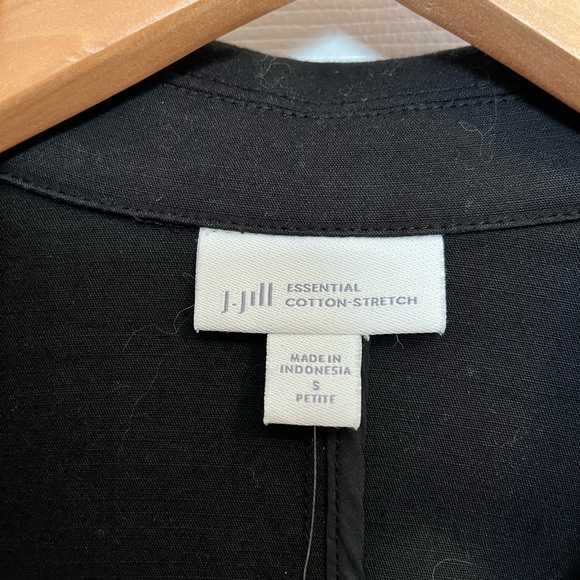 J.Jill ESSENTIAL
COTTON-STRETCH
MADE IN
INDONESIA
S
PETITE